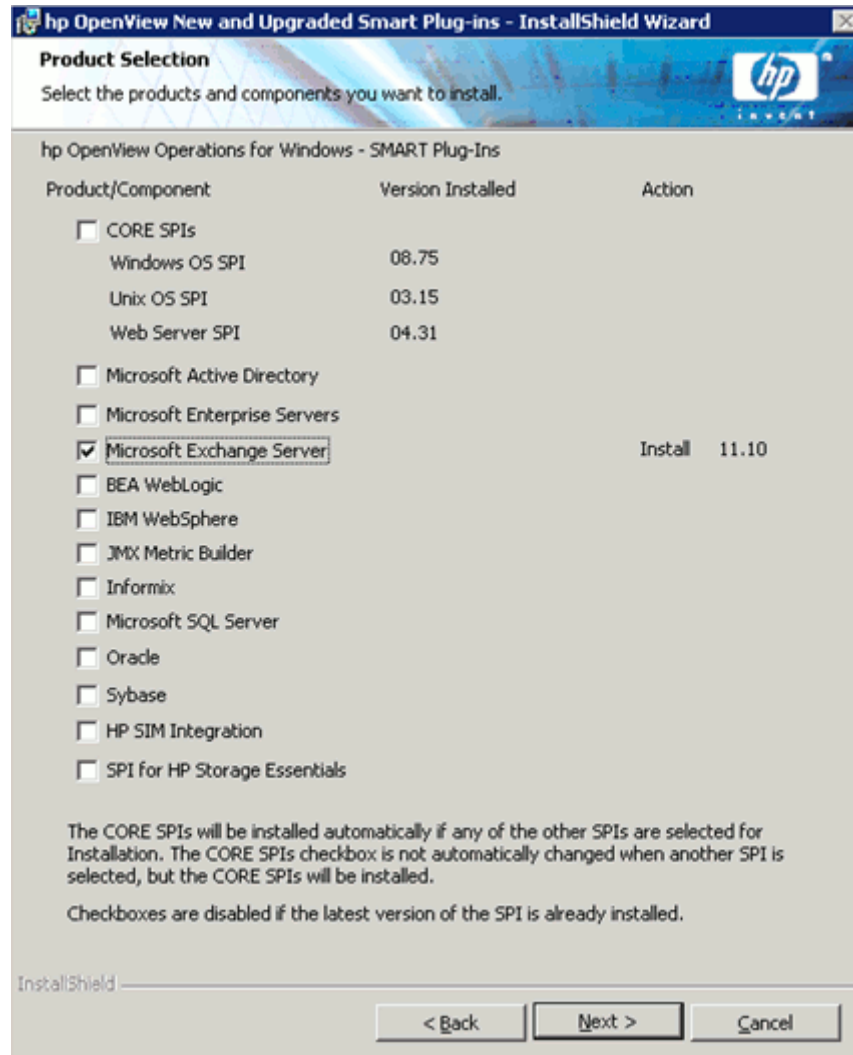 hp OpenView New and Upgraded Smart Plug-ins - InstallShield Wizard
Product Selection
Select the products and components you want to install.
hp
invent
hp OpenView Operations for Windows - SMART Plug-Ins
Product/Component Version Installed Action
CORE SPIs
Windows OS SPI 08.75
Unix OS SPI 03.15
Web Server SPI 04.31
Microsoft Active Directory
Microsoft Enterprise Servers
Microsoft Exchange Server Install 11.10
BEA WebLogic
IBM WebSphere
JMX Metric Builder
Informix
Microsoft SQL Server
Oracle
Sybase
HP SIM Integration
SPI for HP Storage Essentials
The CORE SPIs will be installed automatically if any of the other SPIs are selected for
Installation. The CORE SPIs checkbox is not automatically changed when another SPI is
selected, but the CORE SPIs will be installed.
Checkboxes are disabled if the latest version of the SPI is already installed.
InstallShield
< Back Next > Cancel